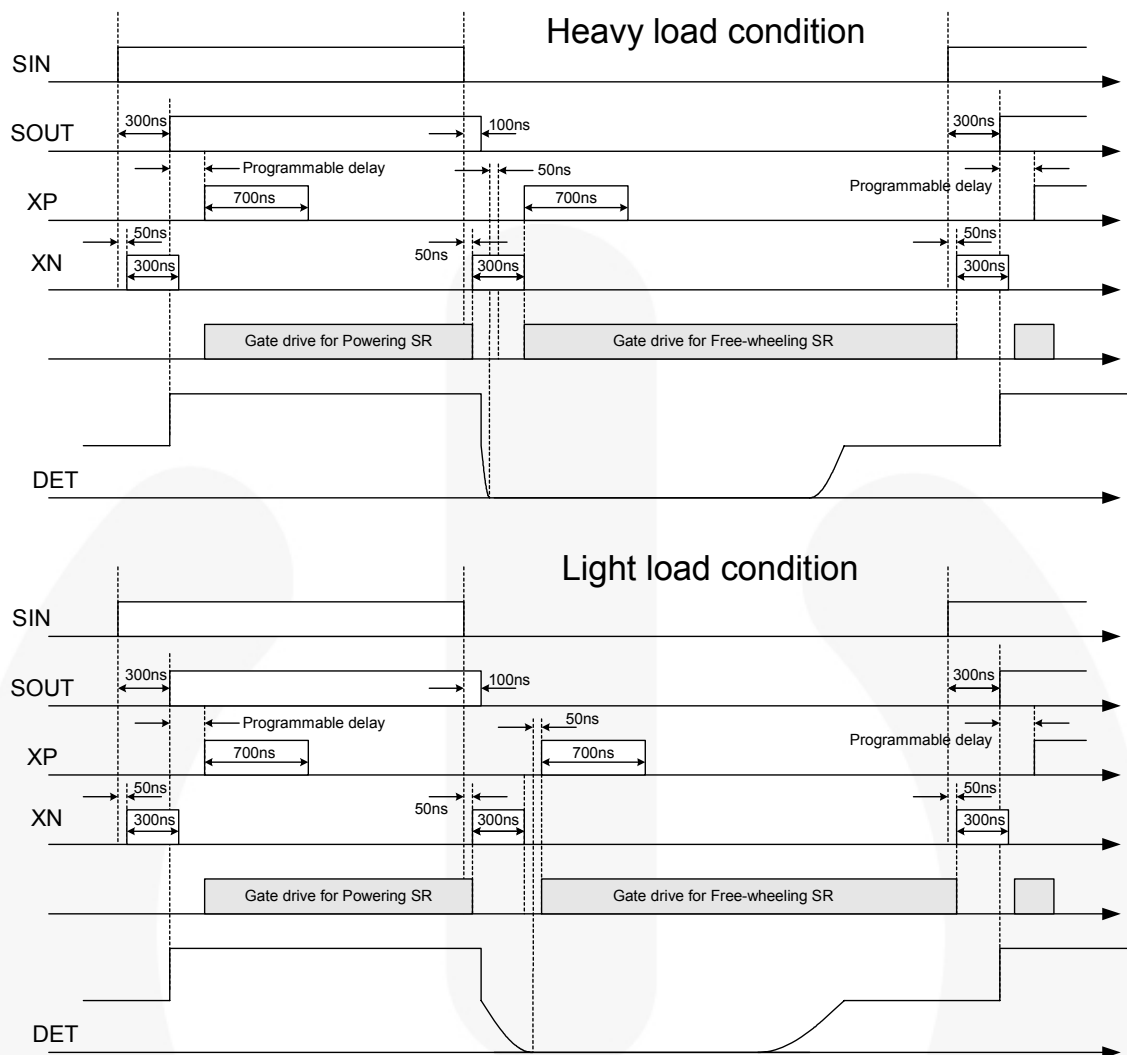 Heavy load condition
SIN
300ns
300ns
SOUT
100ns
Programmable delay
50ns
Programmable delay
XP
700ns
700ns
50ns
50ns
50ns
XN
300ns
300ns
300ns
Gate drive for Powering SR
Gate drive for Free-wheeling SR
DET
Light load condition
SIN
300ns
300ns
SOUT
100ns
Programmable delay
50ns
Programmable delay
XP
700ns
700ns
50ns
50ns
50ns
XN
300ns
300ns
300ns
Gate drive for Powering SR
Gate drive for Free-wheeling SR
DET